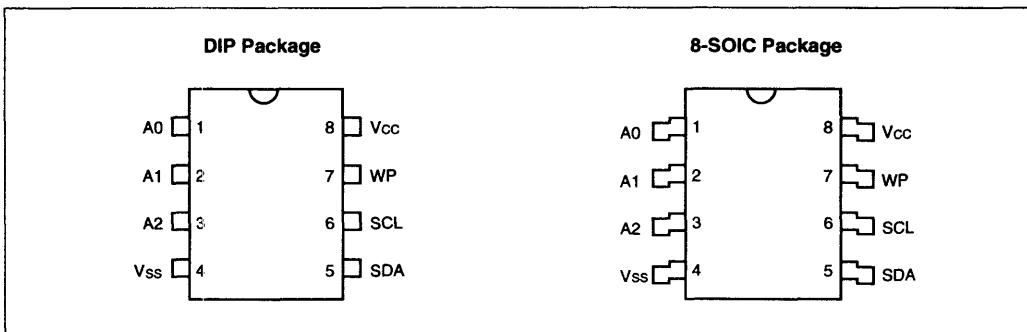 DIP Package
A0 1 8 Vcc
A1 2 7 WP
A2 3 6 SCL
Vss 4 5 SDA
8-SOIC Package
A0 1 8 Vcc
A1 2 7 WP
A2 3 6 SCL
Vss 4 5 SDA